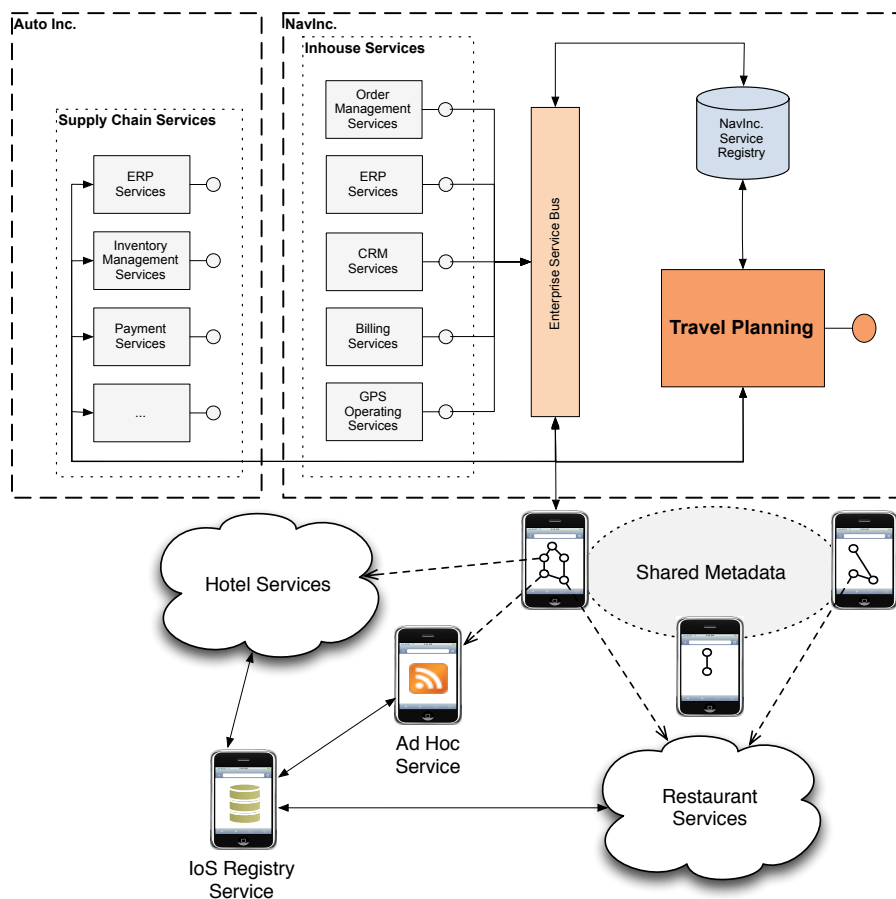 Auto Inc.
NavInc.
Inhouse Services
Supply Chain Services
Order
Management
Services
ERP
Services
CRM
Services
Billing
Services
GPS
Operating
Services
ERP
Services
Inventory
Management
Services
Payment
Services
...
Enterprise Service Bus
NavInc.
Service
Registry
Travel Planning
Hotel Services
Shared Metadata
Ad Hoc
Service
Restaurant
Services
IoS Registry
Service